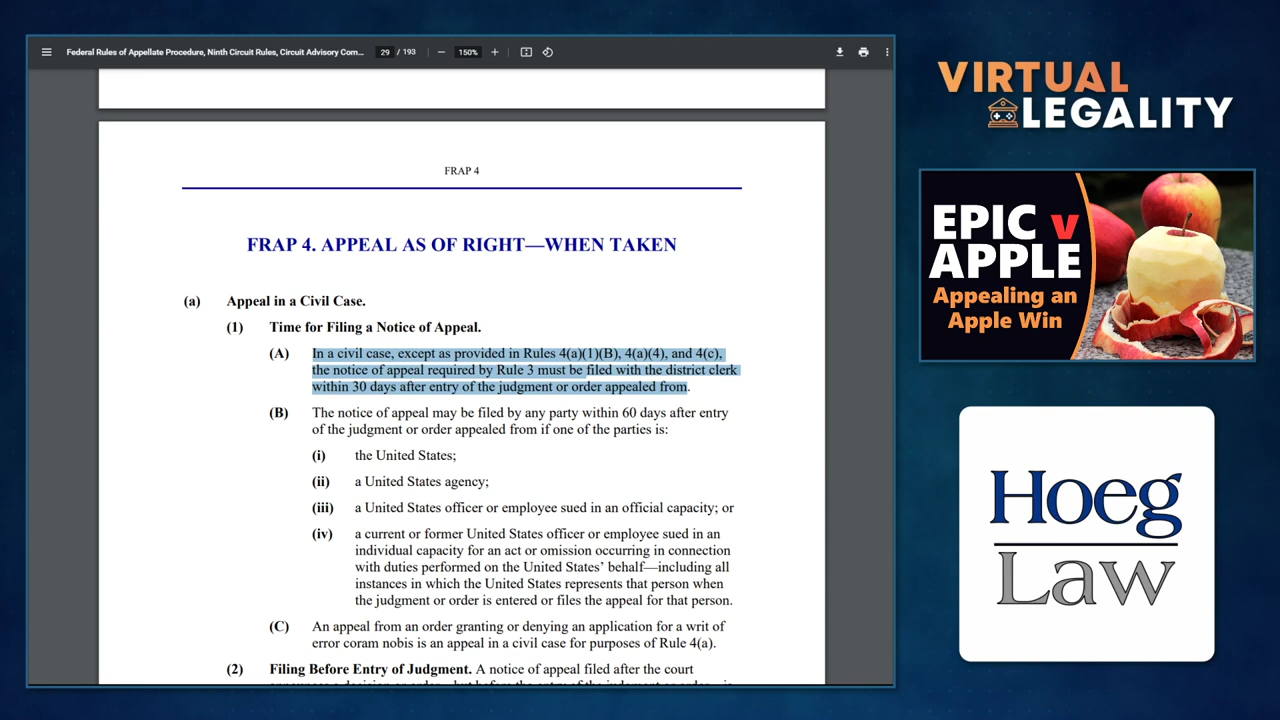 Federal Rules of Appellate Procedure, Ninth Circuit Rules, Circuit Advisory Com...
29 / 193
150%
FRAP 4
FRAP 4. APPEAL AS OF RIGHT—WHEN TAKEN
(a) Appeal in a Civil Case.
(1) Time for Filing a Notice of Appeal.
(A) In a civil case, except as provided in Rules 4(a)(1)(B), 4(a)(4), and 4(c),
the notice of appeal required by Rule 3 must be filed with the district clerk
within 30 days after entry of the judgment or order appealed from.
(B) The notice of appeal may be filed by any party within 60 days after entry
of the judgment or order appealed from if one of the parties is:
(i) the United States;
(ii) a United States agency;
(iii) a United States officer or employee sued in an official capacity; or
(iv) a current or former United States officer or employee sued in an
individual capacity for an act or omission occurring in connection
with duties performed on the United States’ behalf—including all
instances in which the United States represents that person when
the judgment or order is entered or files the appeal for that person.
(C) An appeal from an order granting or denying an application for a writ of
error coram nobis is an appeal in a civil case for purposes of Rule 4(a).
(2) Filing Before Entry of Judgment. A notice of appeal filed after the court
VIRTUAL
LEGALITY
EPIC v
APPLE
Appealing an
Apple Win
Hoeg
Law